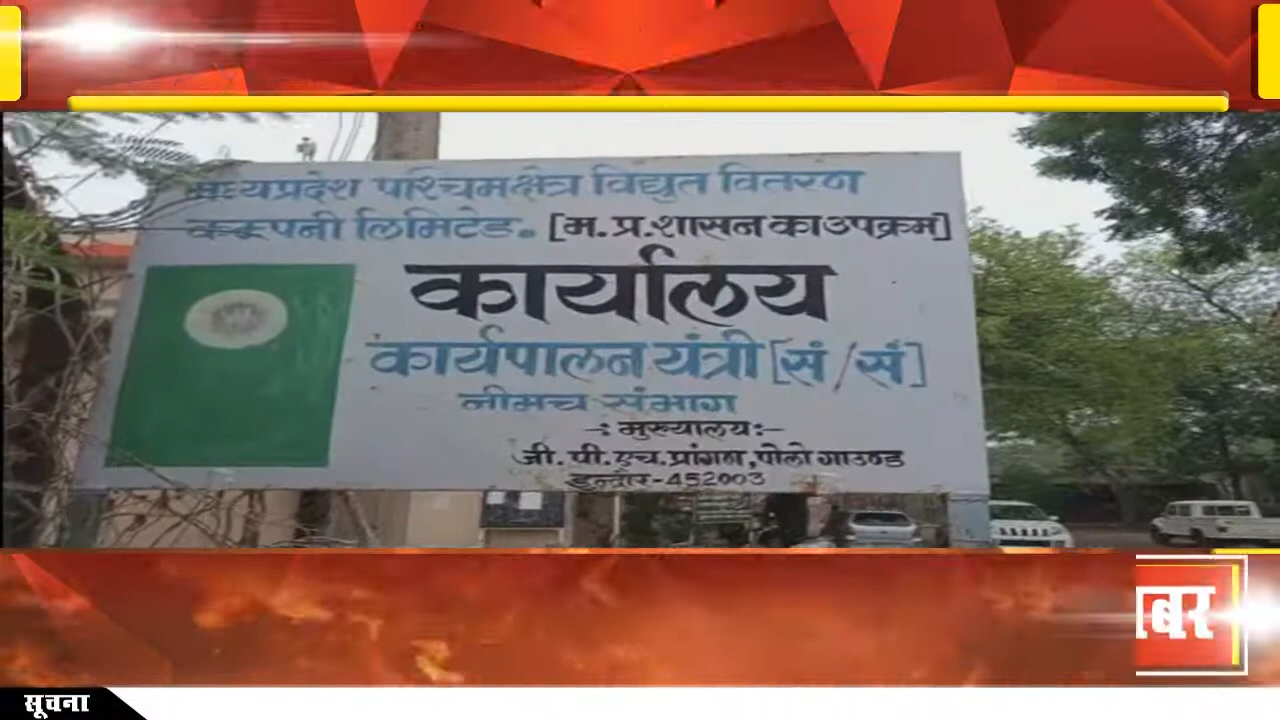 मध्यप्रदेश पश्चिम क्षेत्र विद्युत वितरण
कम्पनी लिमिटेड. [म.प्र.शासन का उपक्रम]
कार्यालय
कार्यपालन यंत्री [सं/सं]
नीमच संभाग
-: मुख्यालय:-
जी.पी.एच.प्रांगण,पोलो गाउण्ड
इन्दौर-452003
बर
सूचना